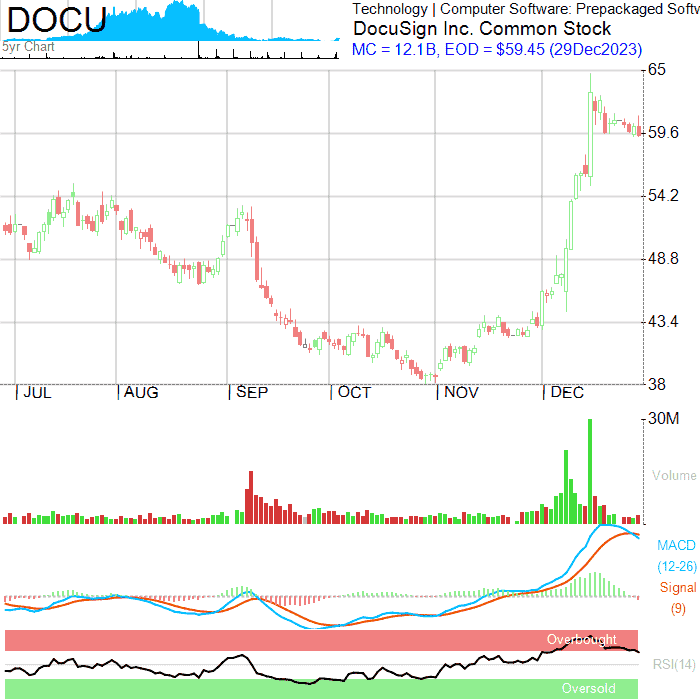 DOCU
5yr Chart
Technology | Computer Software: Prepackaged Softw
DocuSign Inc. Common Stock
MC = 12.1B, EOD = $59.45 (29Dec2023)
65
59.6
54.2
48.8
43.4
38
JUL AUG SEP OCT NOV DEC
30M
Volume
MACD
(12-26)
Signal
(9)
Overbought
RSI(14)
Oversold